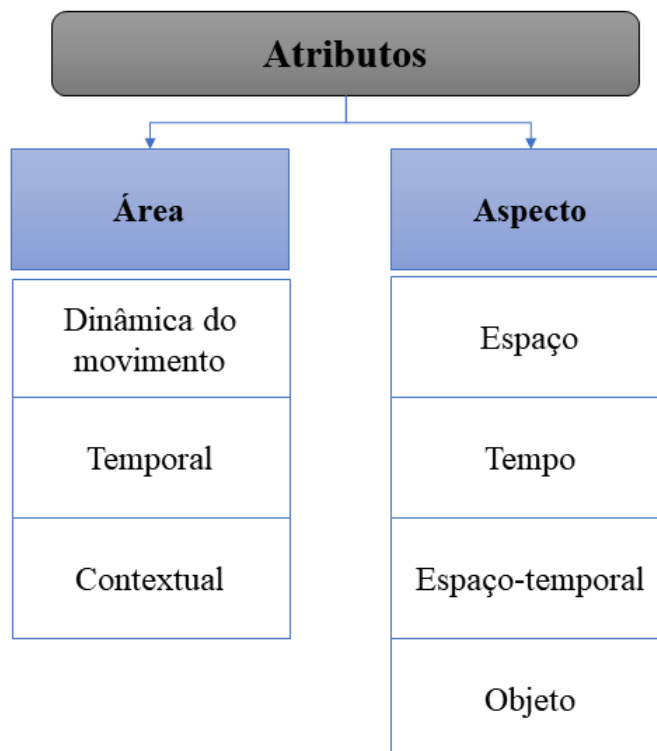 Atributos
Área
Dinâmica do
movimento
Temporal
Contextual
Aspecto
Espaço
Tempo
Espaço-temporal
Objeto